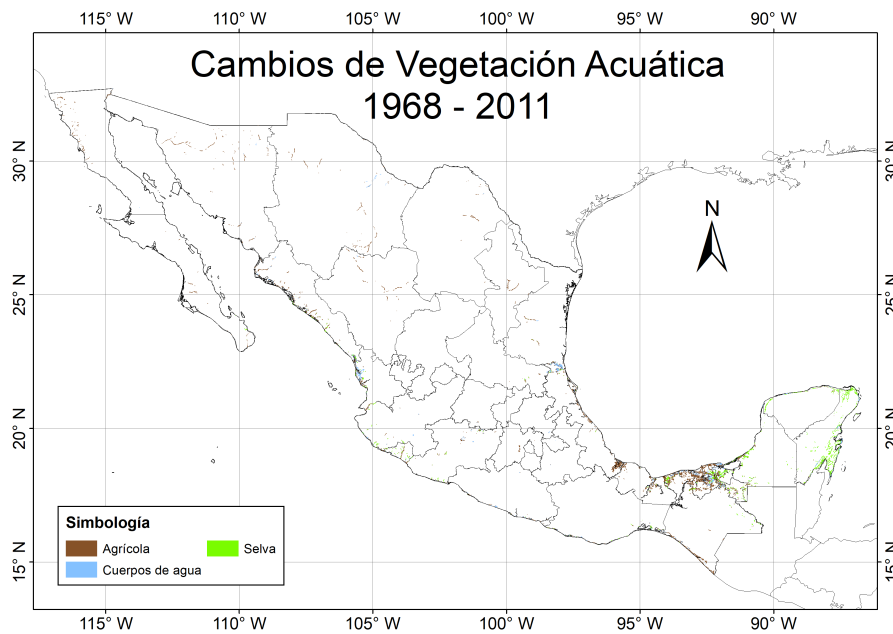 115° W 110° W 105° W 100° W 95° W 90° W
Cambios de Vegetación Acuática
1968 - 2011
30° N 30° N
N
25° N 25° N
20° N 20° N
Simbología
Agrícola Selva
Cuerpos de agua
15° N 15° N
115° W 110° W 105° W 100° W 95° W 90° W